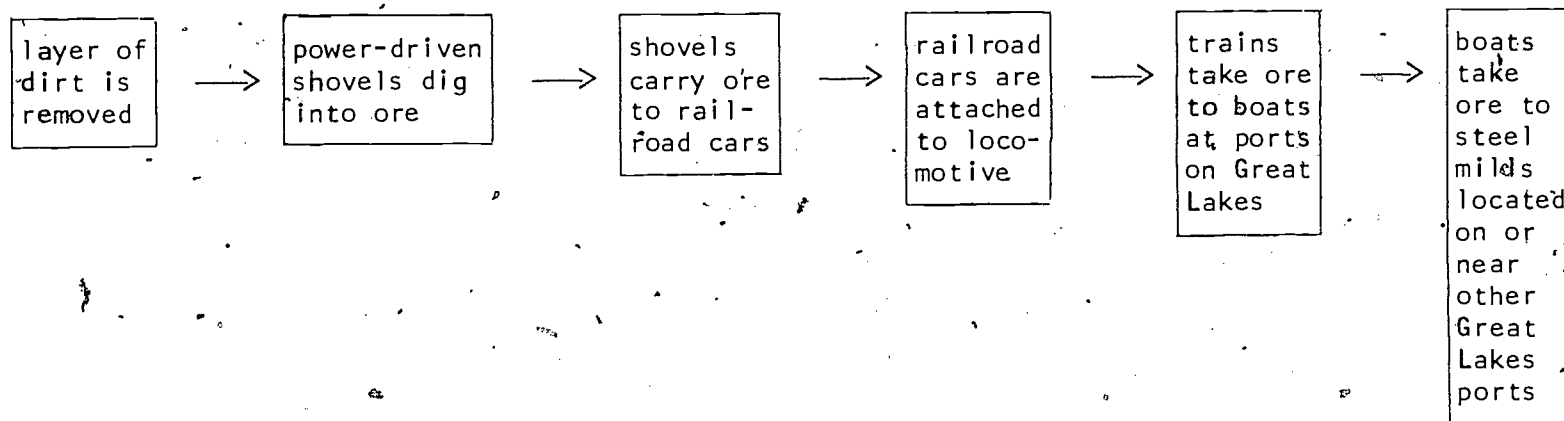 layer of
dirt is
removed
power-driven
shovels dig
into ore
shovels
carry ore
to rail-
road cars
railroad
cars are
attached
to loco-
motive
trains
take ore
to boats
at ports
on Great
Lakes
boats
take
ore to
steel
milds
located
on or
near
other
Great
Lakes
ports